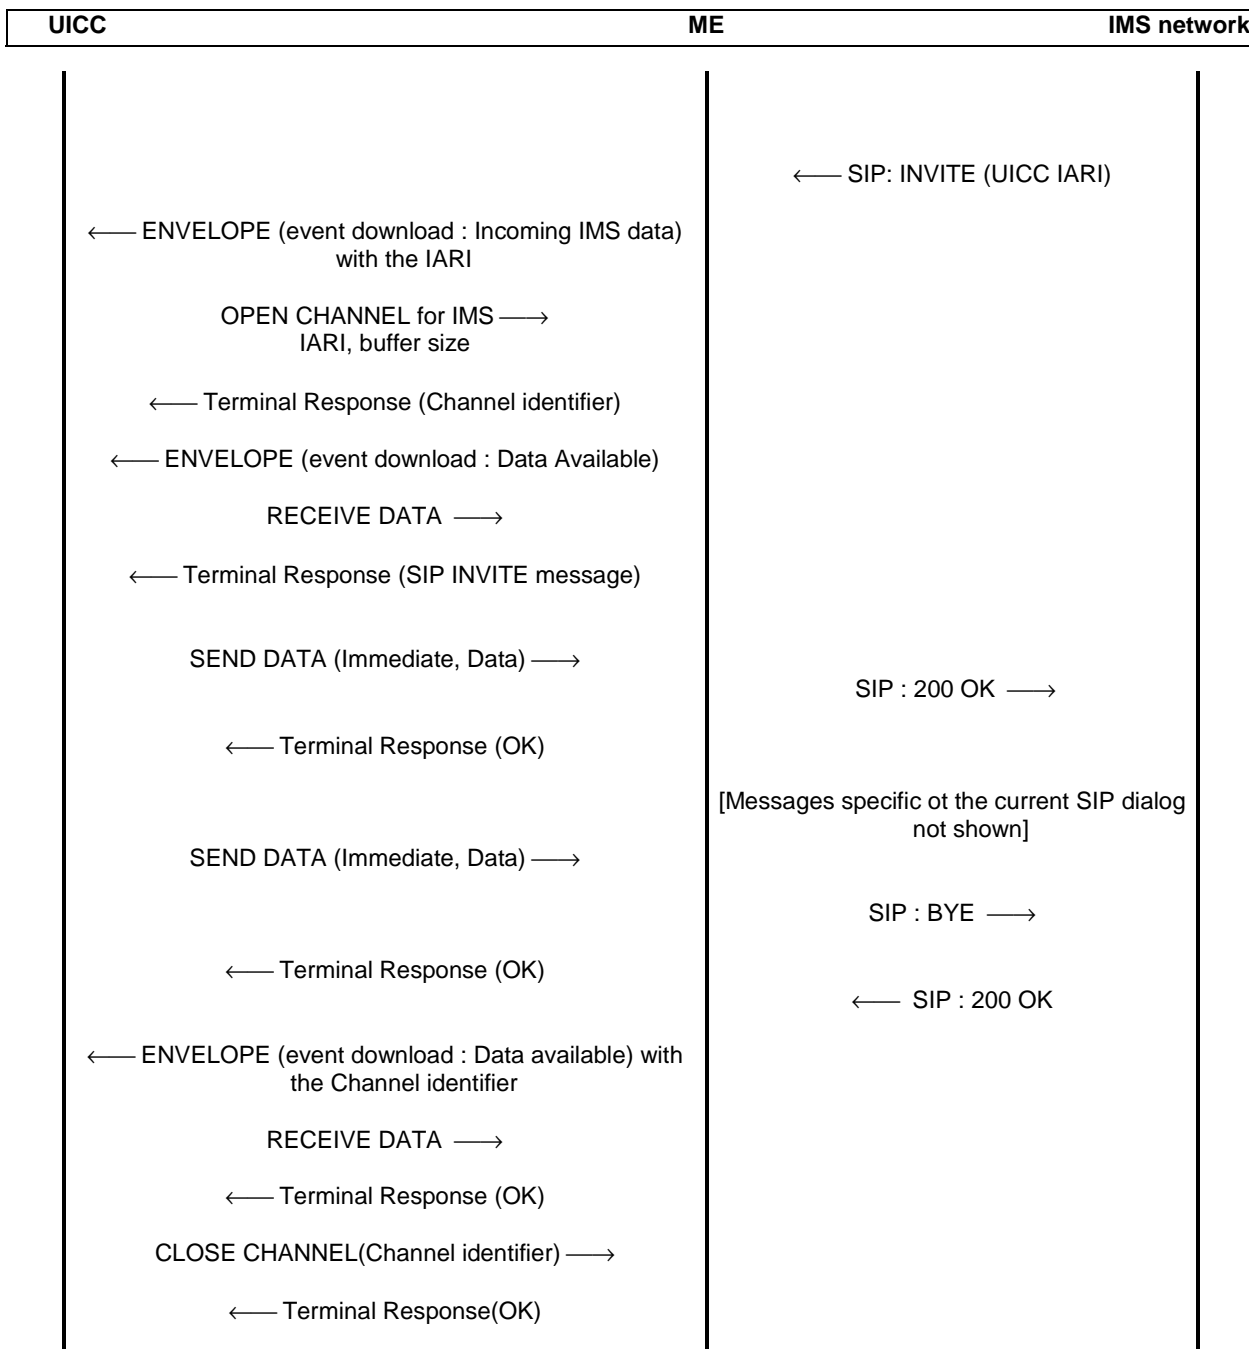 UICC ME IMS network
← SIP: INVITE (UICC IARI)
← ENVELOPE (event download : Incoming IMS data)
with the IARI
OPEN CHANNEL for IMS →
IARI, buffer size
← Terminal Response (Channel identifier)
← ENVELOPE (event download : Data Available)
RECEIVE DATA →
← Terminal Response (SIP INVITE message)
SEND DATA (Immediate, Data) →
SIP : 200 OK →
← Terminal Response (OK)
[Messages specific ot the current SIP dialog
not shown]
SEND DATA (Immediate, Data) →
SIP : BYE →
← Terminal Response (OK)
← SIP : 200 OK
← ENVELOPE (event download : Data available) with
the Channel identifier
RECEIVE DATA →
← Terminal Response (OK)
CLOSE CHANNEL(Channel identifier) →
← Terminal Response(OK)